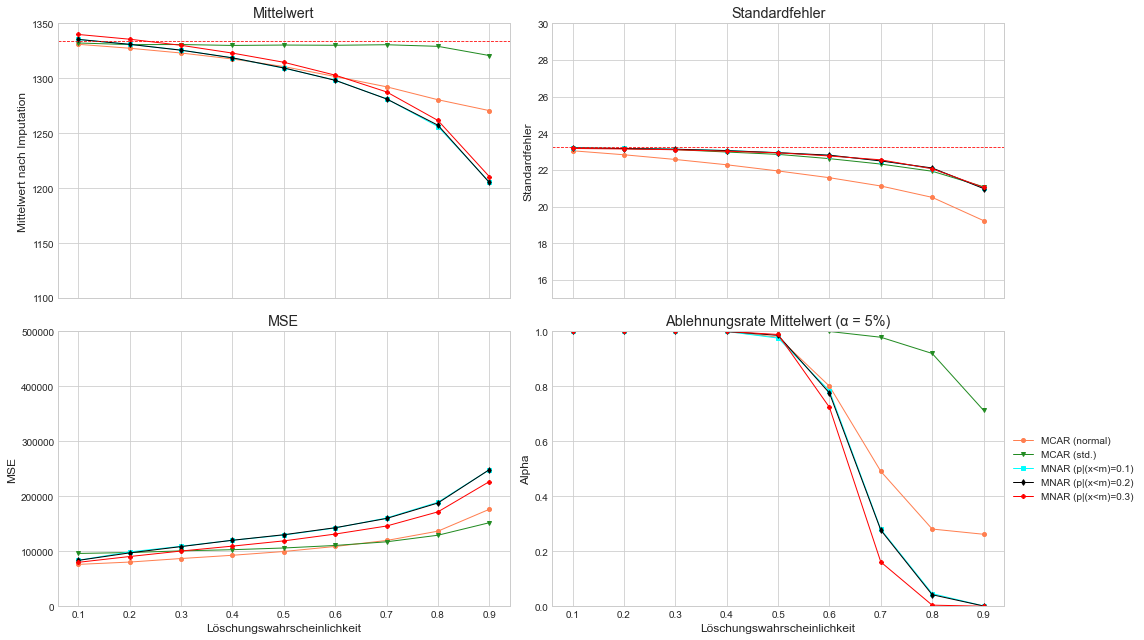 Mittelwert
1350
1300
1250
1200
1150
1100
Mittelwert nach Imputation
Standardfehler
30
28
26
24
22
20
18
16
Standardfehler
MSE
500000
400000
300000
200000
100000
0
MSE
0.1 0.2 0.3 0.4 0.5 0.6 0.7 0.8 0.9
Löschungswahrscheinlichkeit
Ablehnungsrate Mittelwert (α = 5%)
1.0
0.8
0.6
0.4
0.2
0.0
Alpha
0.1 0.2 0.3 0.4 0.5 0.6 0.7 0.8 0.9
Löschungswahrscheinlichkeit
MCAR (normal)
MCAR (std.)
MNAR (p|(x<m)=0.1)
MNAR (p|(x<m)=0.2)
MNAR (p|(x<m)=0.3)